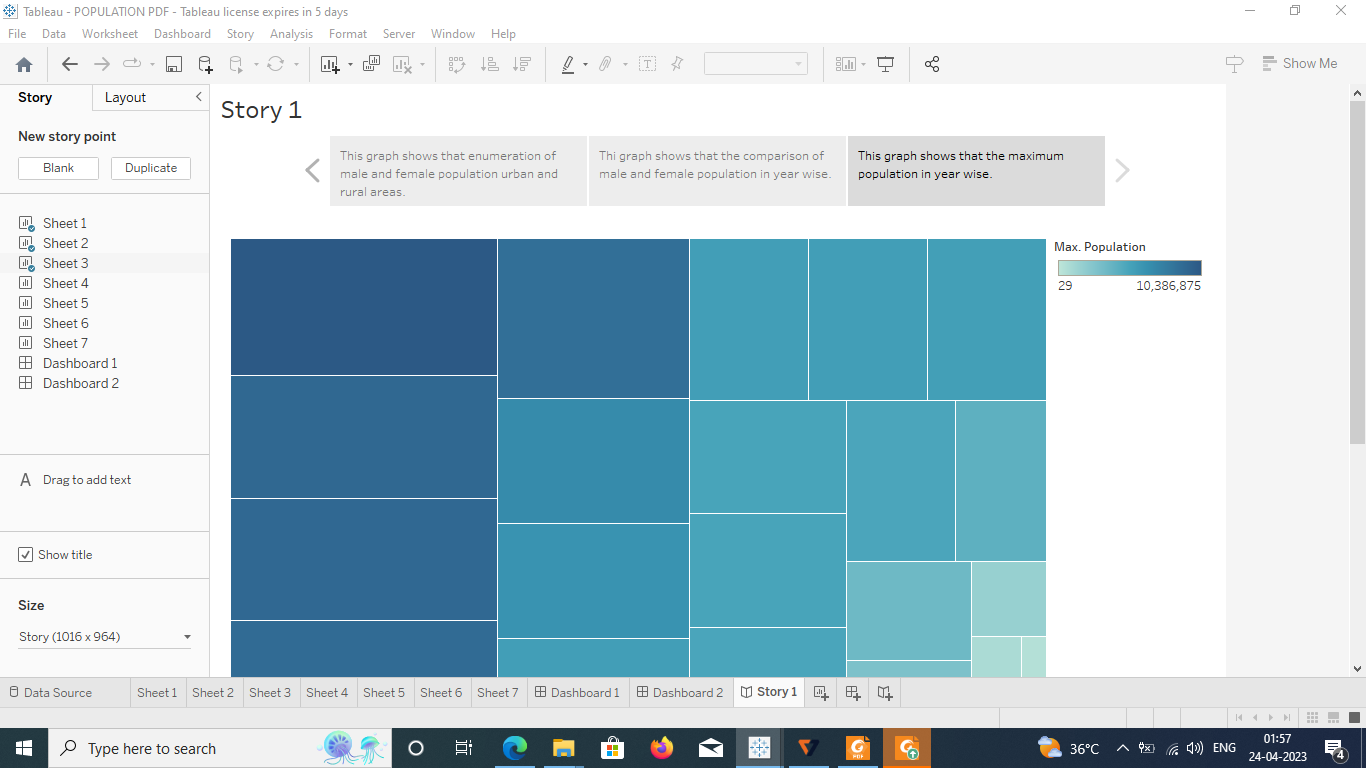 Tableau - POPULATION PDF - Tableau license expires in 5 days
File Data Worksheet Dashboard Story Analysis Format Server Window Help
Show Me
Story Layout
New story point
Blank Duplicate
Sheet 1
Sheet 2
Sheet 3
Sheet 4
Sheet 5
Sheet 6
Sheet 7
Dashboard 1
Dashboard 2
A Drag to add text
Show title
Size
Story (1016 x 964)
Story 1
This graph shows that enumeration of
male and female population urban and
rural areas.
Thi graph shows that the comparison of
male and female population in year wise.
This graph shows that the maximum
population in year wise.
Max. Population
29 10,386,875
Data Source Sheet 1 Sheet 2 Sheet 3 Sheet 4 Sheet 5 Sheet 6 Sheet 7 Dashboard 1 Dashboard 2 Story 1
Type here to search
36°C
ENG
01:57
24-04-2023
4